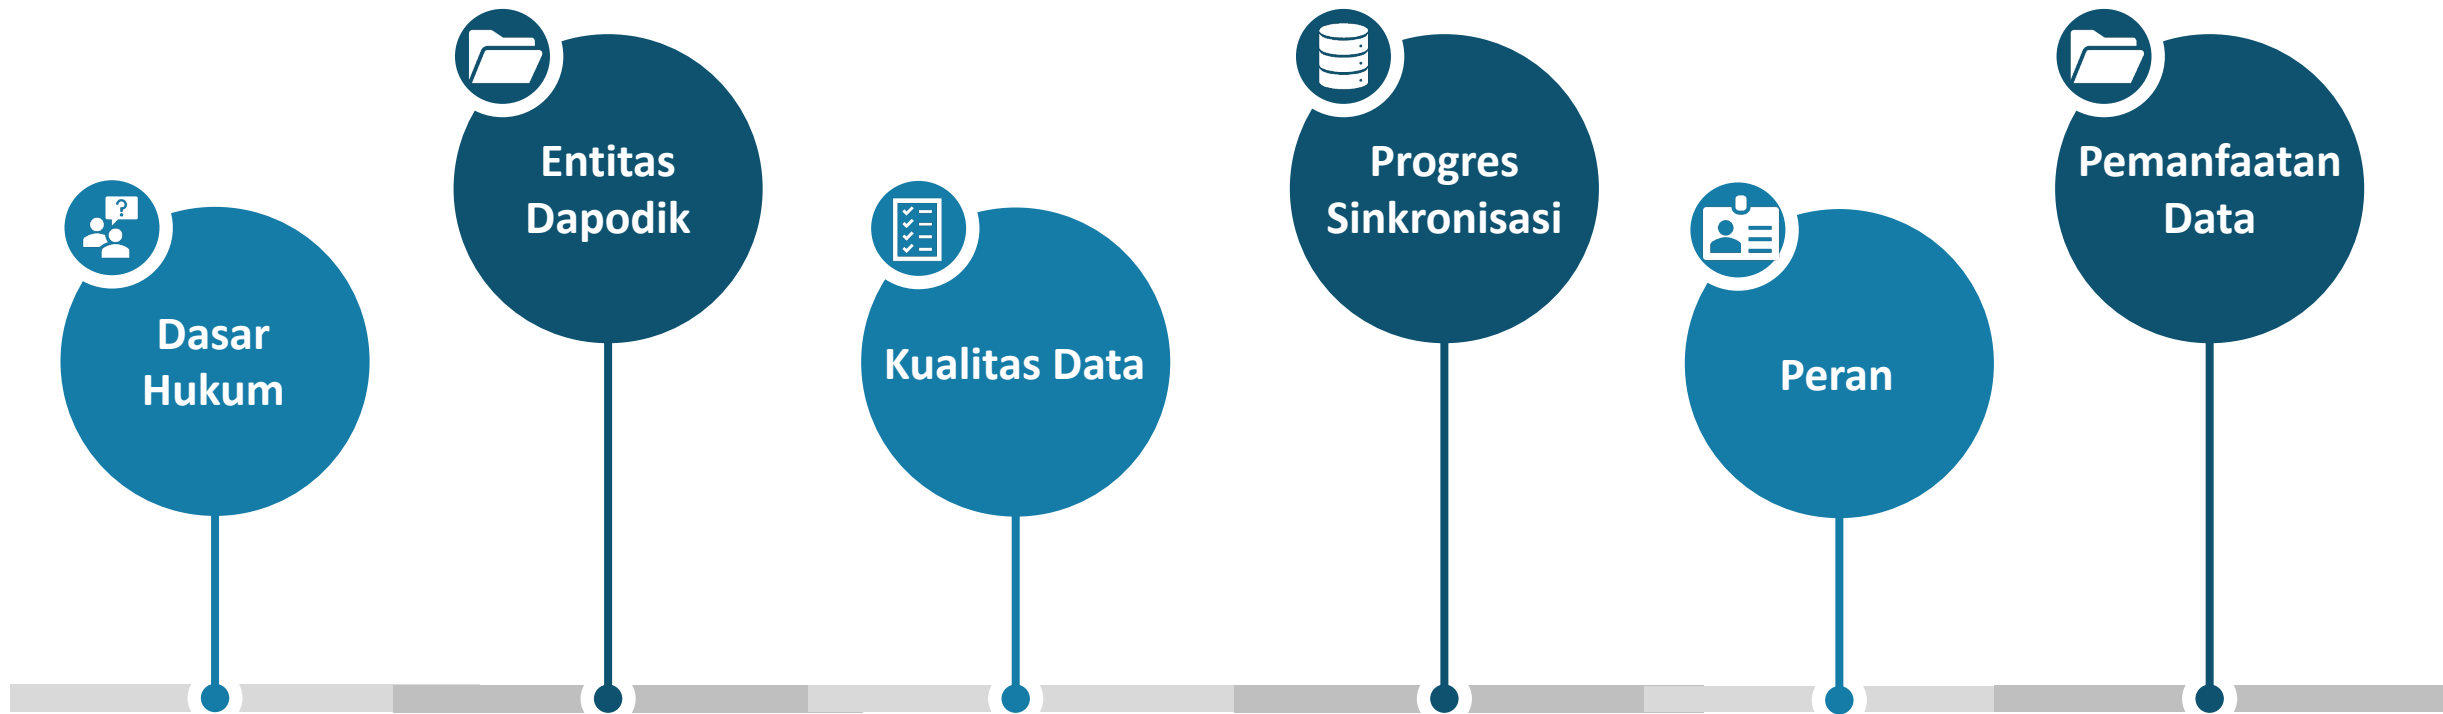 Dasar
Hukum
Entitas
Dapodik
Kualitas Data
Progres
Sinkronisasi
Peran
Pemanfaatan
Data
?